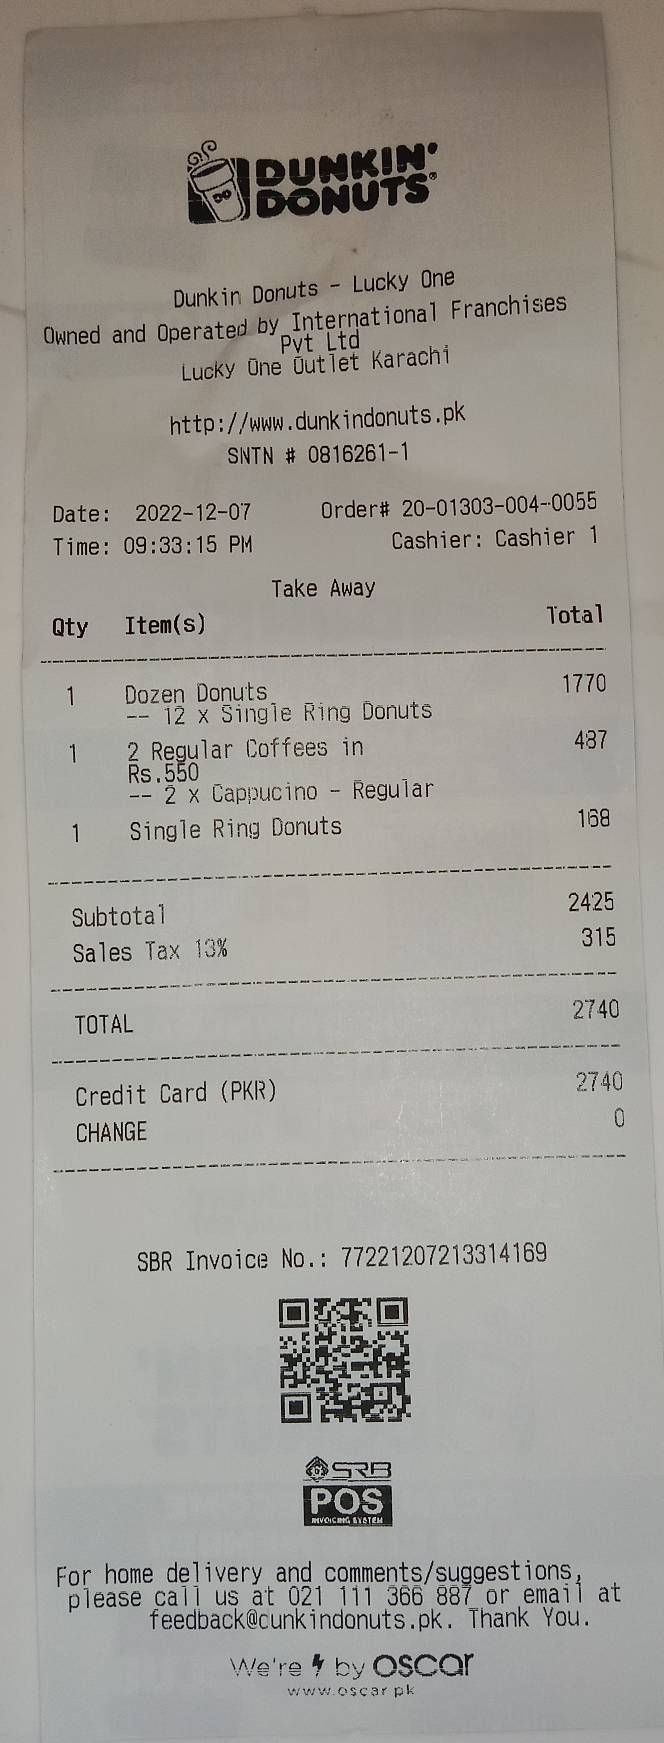 DUNKIN'
DONUTS®
Dunkin Donuts - Lucky One
Owned and Operated by International Franchises
Pvt Ltd
Lucky One Outlet Karachi
http://www.dunkindonuts.pk
SNTN # 0816261-1
Date: 2022-12-07 Order# 20-01303-004-0055
Time: 09:33:15 PM Cashier: Cashier 1
Take Away
Qty Item(s) Total
1 Dozen Donuts 1770
-- 12 x Single Ring Donuts
1 2 Regular Coffees in 487
Rs.550
-- 2 x Cappucino - Regular
1 Single Ring Donuts 168
Subtotal 2425
Sales Tax 13% 315
TOTAL 2740
Credit Card (PKR) 2740
CHANGE 0
SBR Invoice No.: 77221207213314169
SRB
POS
INVOICING SYSTEM
For home delivery and comments/suggestions,
please call us at 021 111 366 887 or email at
feedback@cunkindonuts.pk. Thank You.
We're by oscar
www.oscar.pk